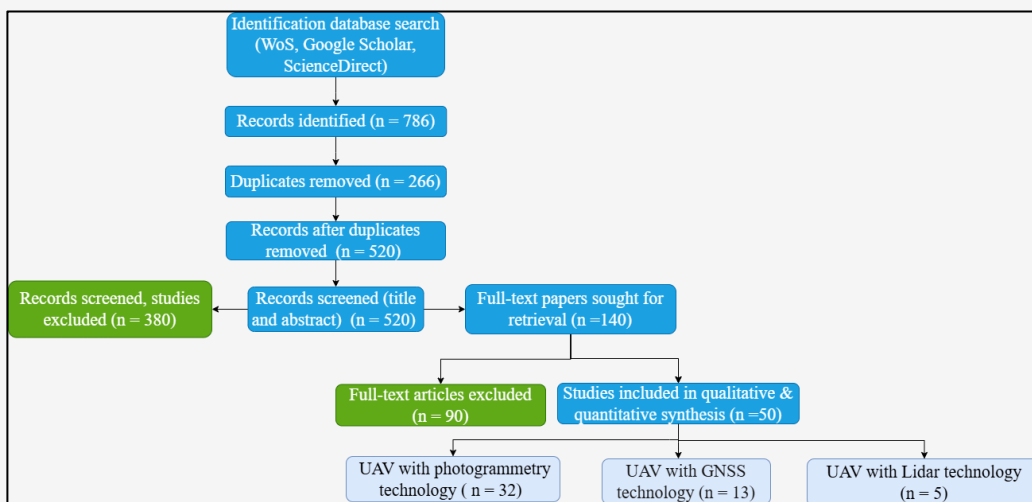 Identification database search
(WoS, Google Scholar,
ScienceDirect)
Records identified (n = 786)
Duplicates removed (n = 266)
Records after duplicates
removed (n = 520)
Records screened, studies
excluded (n = 380)
Records screened (title
and abstract) (n = 520)
Full-text papers sought for
retrieval (n =140)
Full-text articles excluded
(n = 90)
Studies included in qualitative &
quantitative synthesis (n =50)
UAV with photogrammetry
technology ( n = 32)
UAV with GNSS
technology (n = 13)
UAV with Lidar technology
(n = 5)